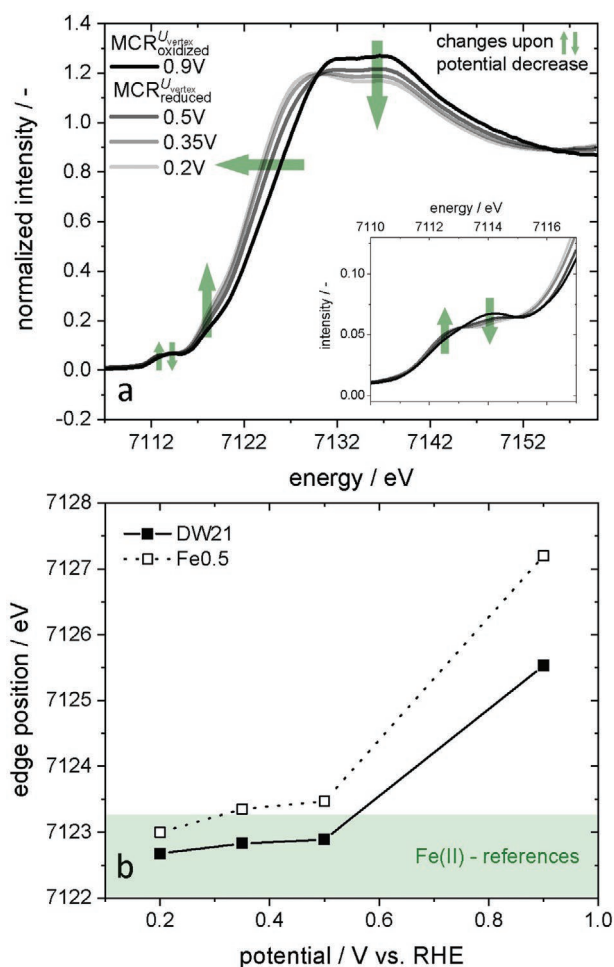 MCR U_vertex oxidized
0.9V
MCR U_vertex reduced
0.5V
0.35V
0.2V
changes upon
potential decrease
1.4
1.2
1.0
0.8
0.6
0.4
0.2
0.0
-0.2
normalized intensity / -
energy / eV
7110 7112 7114 7116
0.10
0.05
0.00
intensity / -
a
7112 7122 7132 7142 7152
energy / eV
7128
7127
7126
7125
7124
7123
7122
edge position / eV
DW21
Fe0.5
Fe(II) - references
b
0.2 0.4 0.6 0.8 1.0
potential / V vs. RHE